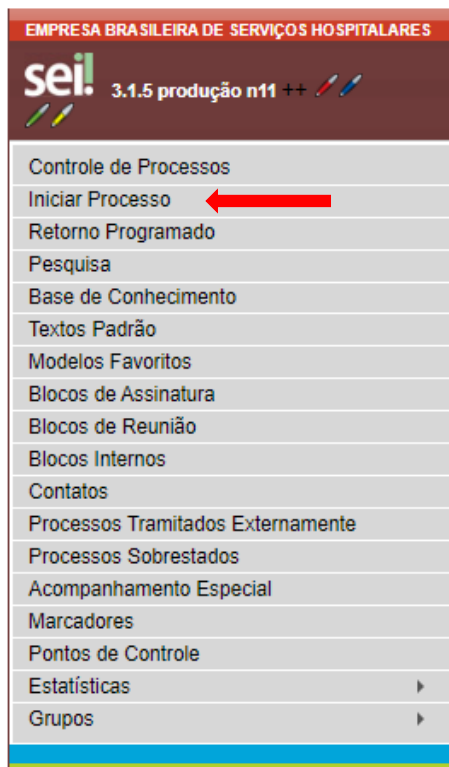 EMPRESA BRASILEIRA DE SERVIÇOS HOSPITALARES
sei! 3.1.5 produção n11 ++
Controle de Processos
Iniciar Processo
Retorno Programado
Pesquisa
Base de Conhecimento
Textos Padrão
Modelos Favoritos
Blocos de Assinatura
Blocos de Reunião
Blocos Internos
Contatos
Processos Tramitados Externamente
Processos Sobrestados
Acompanhamento Especial
Marcadores
Pontos de Controle
Estatísticas
Grupos